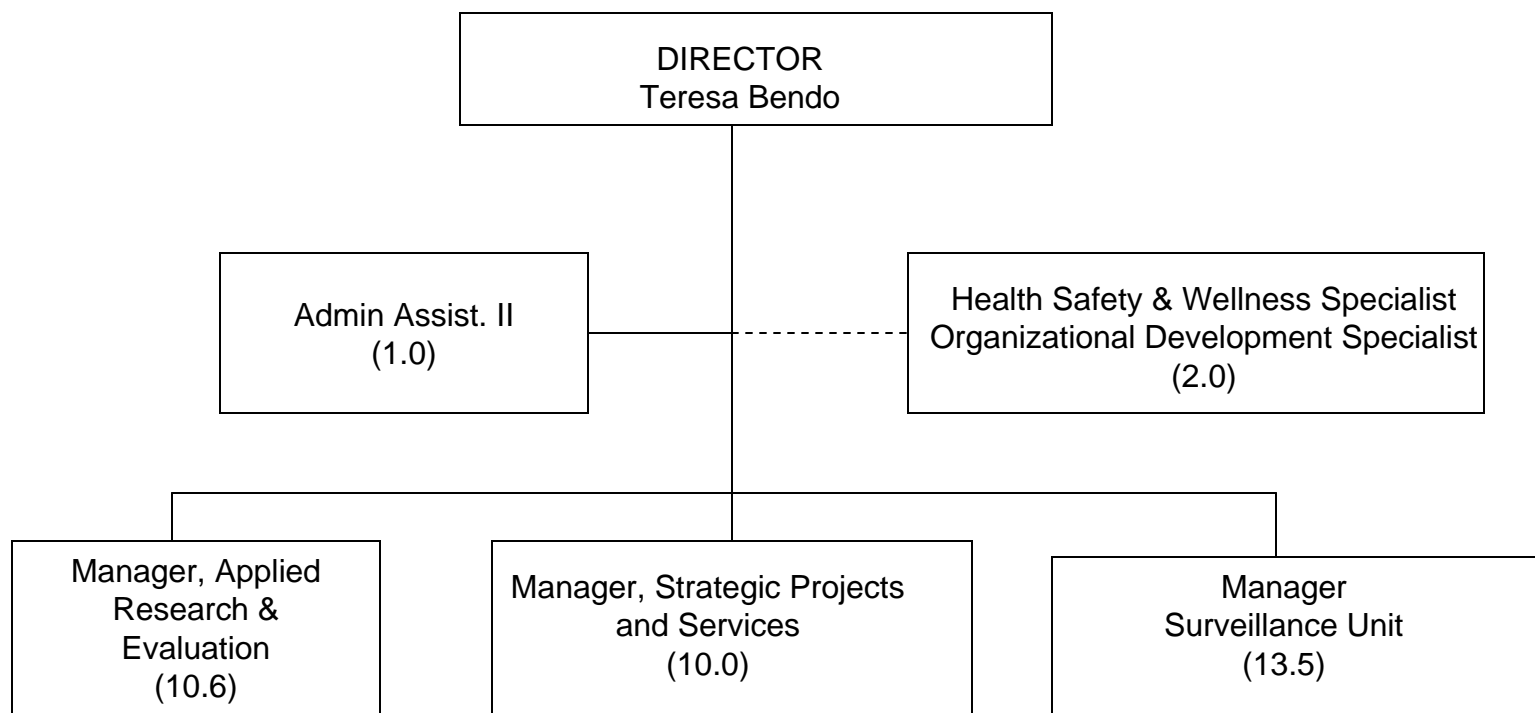 DIRECTOR
Teresa Bendo
Admin Assist. II
(1.0)
Health Safety & Wellness Specialist
Organizational Development Specialist
(2.0)
Manager, Applied
Research &
Evaluation
(10.6)
Manager, Strategic Projects
and Services
(10.0)
Manager
Surveillance Unit
(13.5)